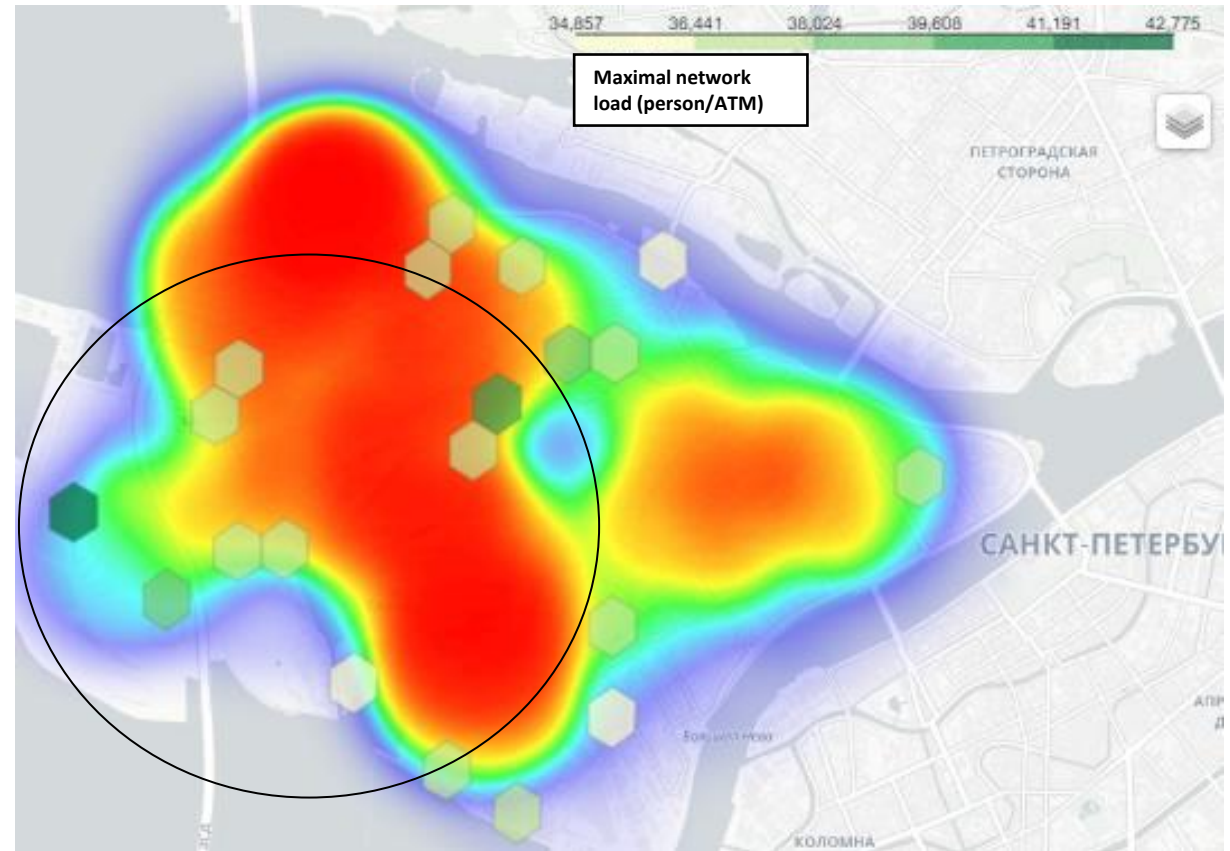 34,857 36,441 38,024 39,608 41,191 42,775
Maximal network
load (person/ATM)
ПЕТРОГРАДСКАЯ
СТОРОНА
САНКТ-ПЕТЕРБУ
КОЛОМНА